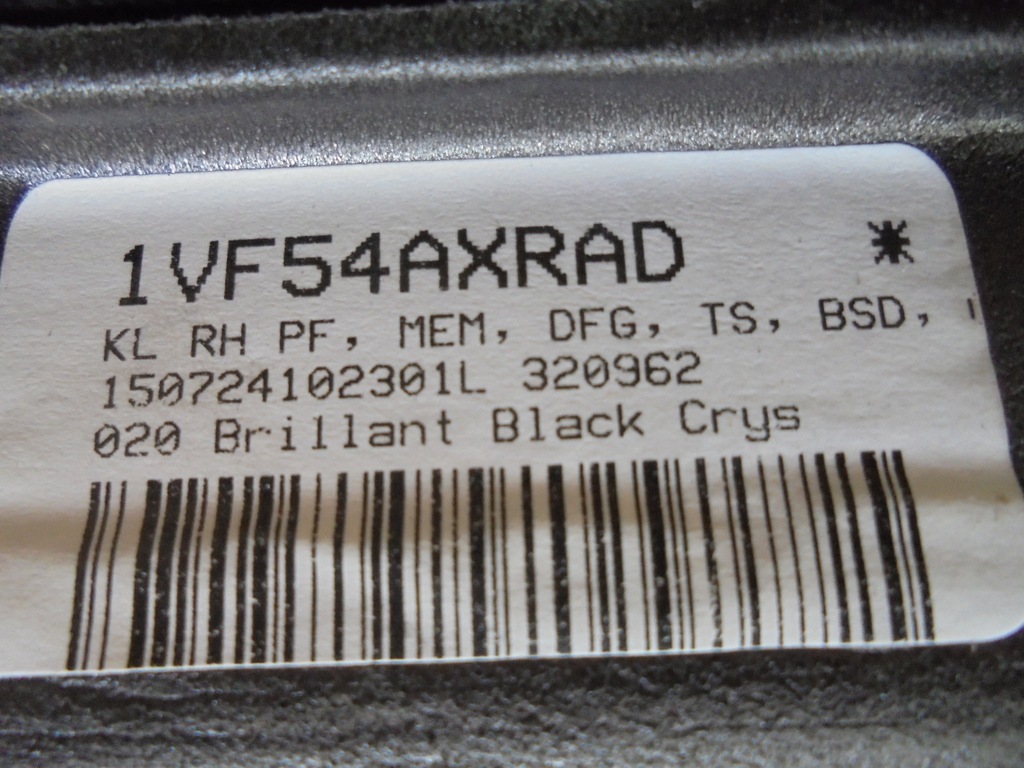 1VF54AXRAD *
KL RH PF, MEM, DFG, TS, BSD,
150724102301L 320962
020 Brillant Black Crys